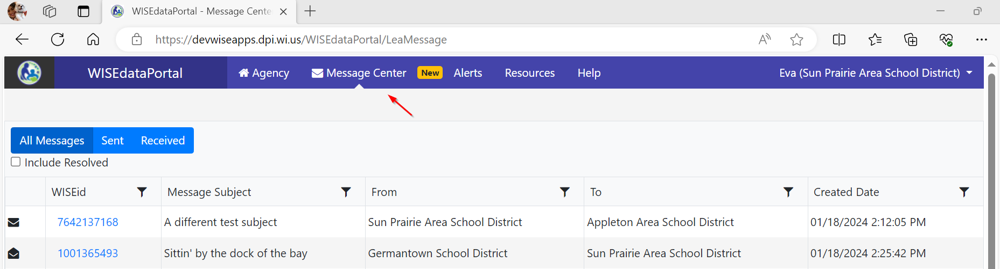 WISEdataPortal - Message Cente
https://devwiseapps.dpi.wi.us/WISEdataPortal/LeaMessage
WISEdataPortal Agency Message Center New Alerts Resources Help Eva (Sun Prairie Area School District)
All Messages Sent Received
Include Resolved
WISEid Message Subject From To Created Date
7642137168 A different test subject Sun Prairie Area School District Appleton Area School District 01/18/2024 2:12:05 PM
1001365493 Sittin' by the dock of the bay Germantown School District Sun Prairie Area School District 01/18/2024 2:25:42 PM